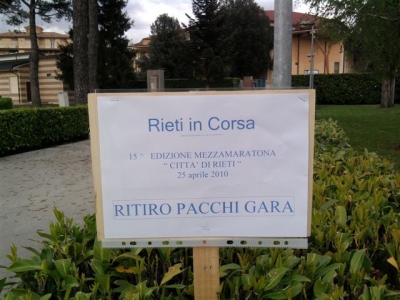 Rieti in Corsa
15° EDIZIONE MEZZAMARATONA
“ CITTA’ DI RIETI ”
25 aprile 2010
RITIRO PACCHI GARA